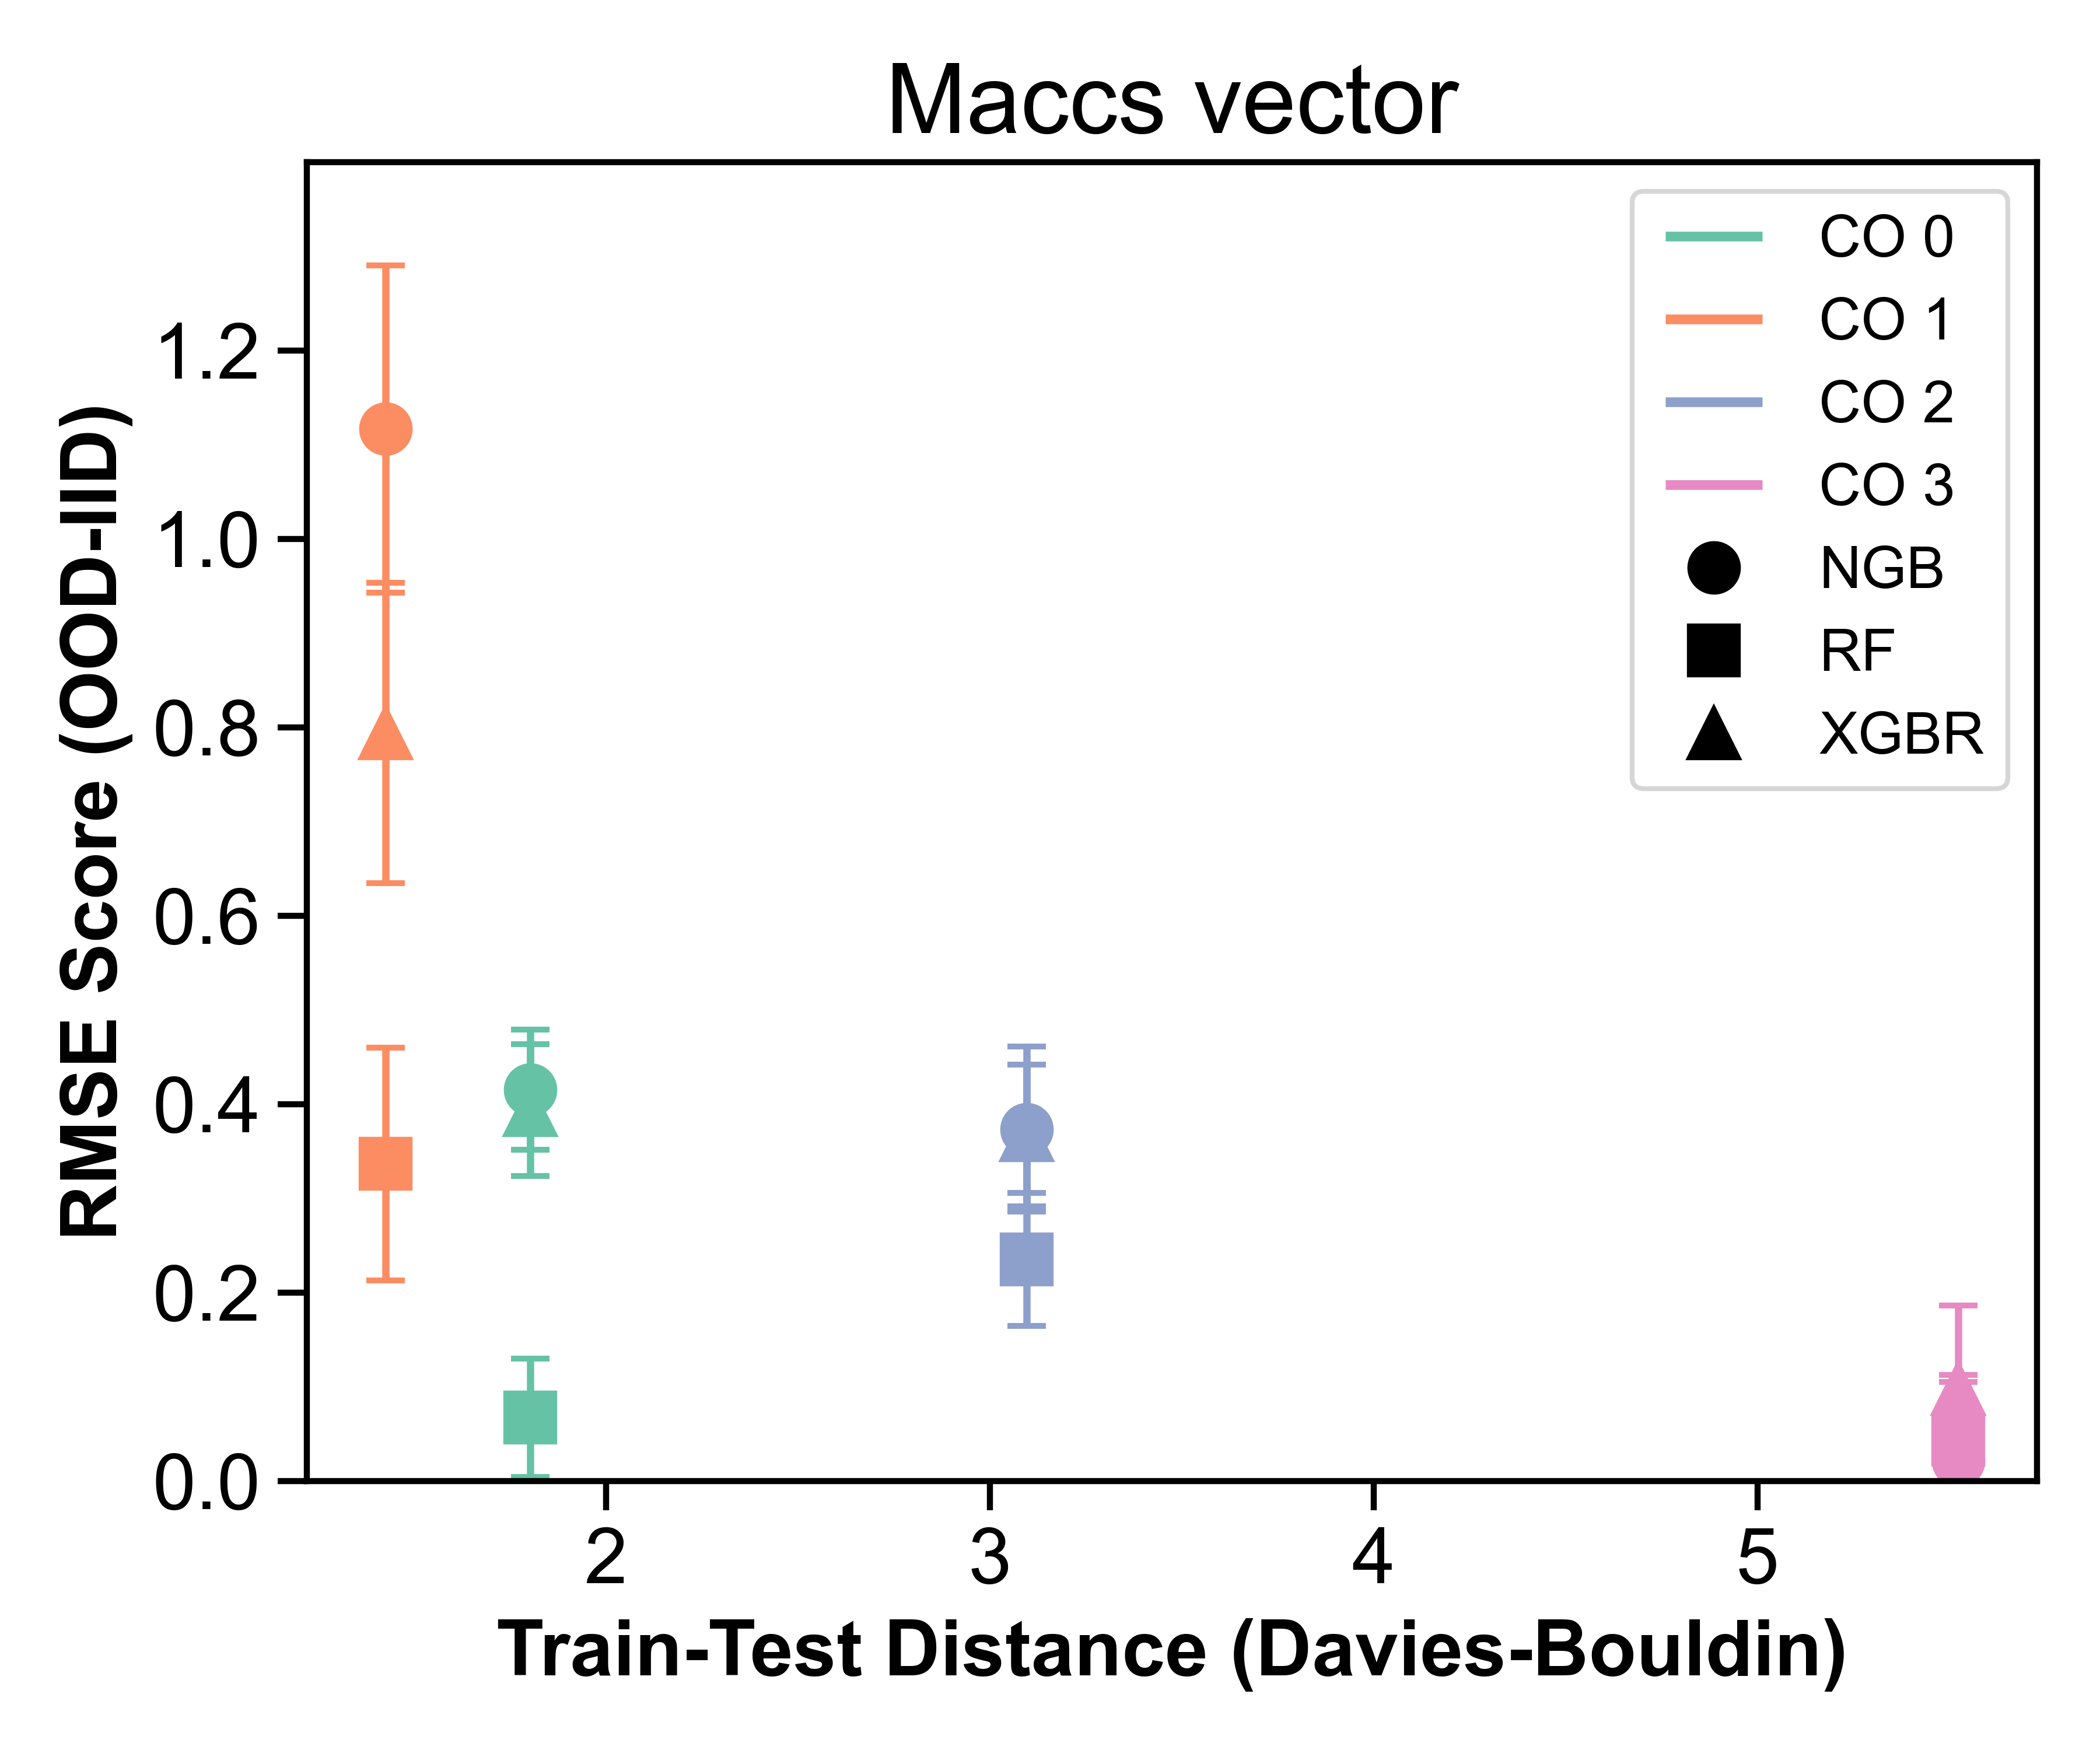 Maccs vector
RMSE Score (OOD-IID)
1.2
1.0
0.8
0.6
0.4
0.2
0.0
2 3 4 5
Train-Test Distance (Davies-Bouldin)
CO 0
CO 1
CO 2
CO 3
NGB
RF
XGBR